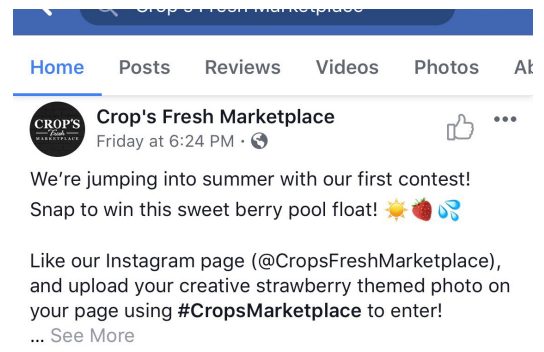 Home Posts Reviews Videos Photos
CROP'S
Fresh
MARKETPLACE
Crop's Fresh Marketplace
Friday at 6:24 PM ·
We're jumping into summer with our first contest!
Snap to win this sweet berry pool float! ☀️🍓💦
Like our Instagram page (@CropsFreshMarketplace),
and upload your creative strawberry themed photo on
your page using #CropsMarketplace to enter!
... See More